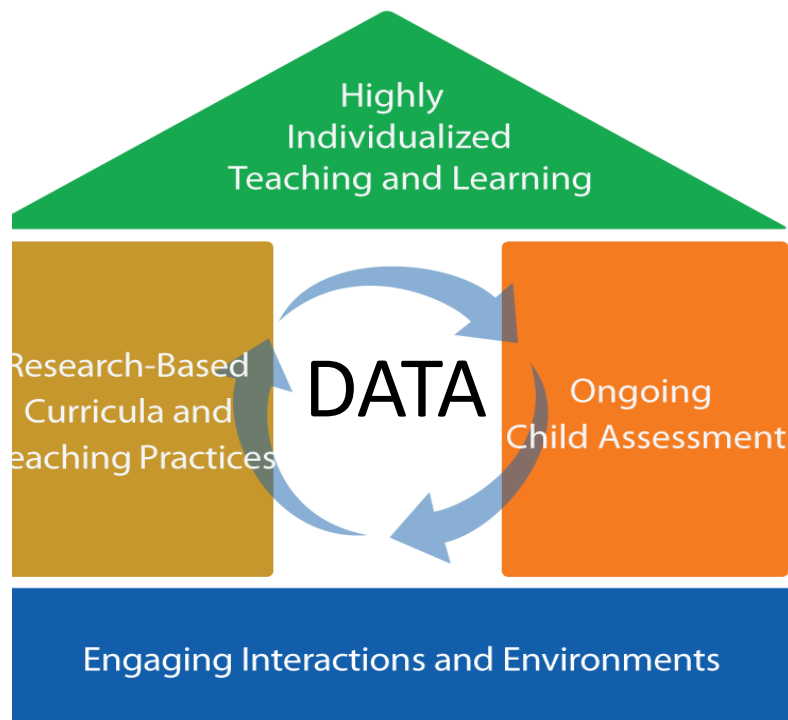 Highly
Individualized
Teaching and Learning
Research-Based
Curricula and
eaching Practices
DATA
Ongoing
Child Assessment
Engaging Interactions and Environments